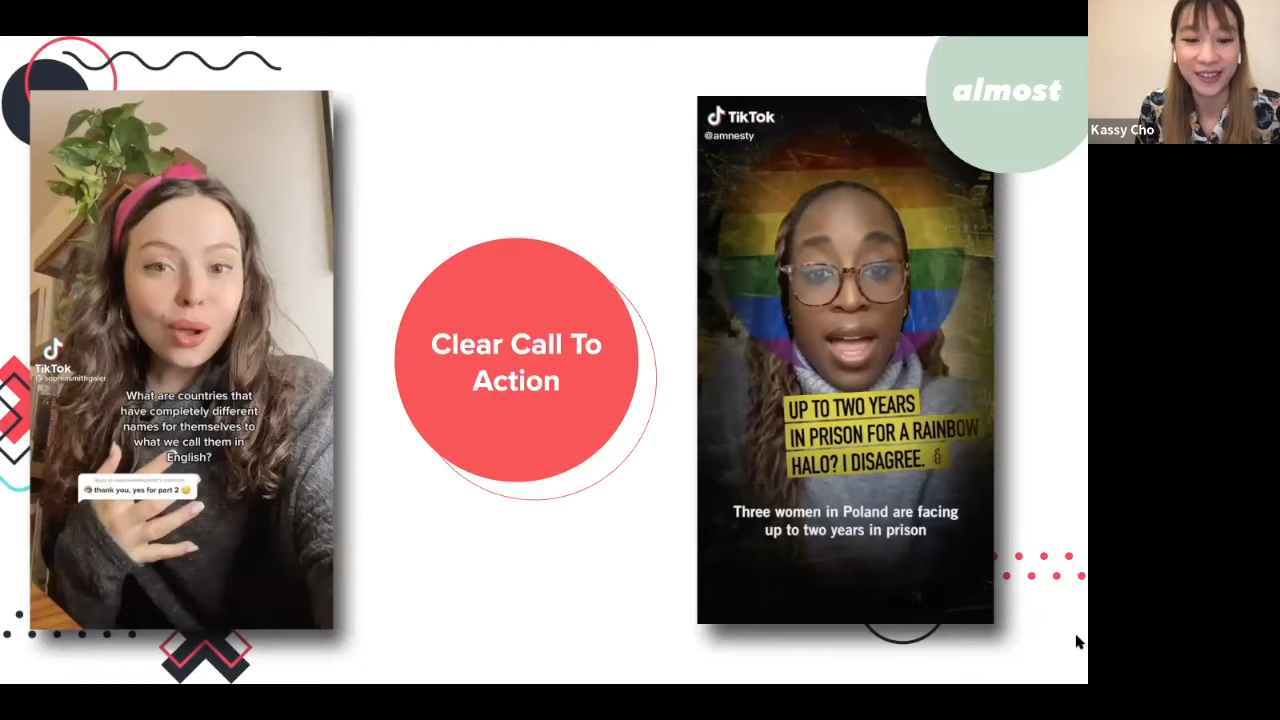 almost
Kassy Cho
TikTok
@sophiasmithgaler
What are countries that
have completely different
names for themselves to
what we call them in
English?
thank you, yes for part 2
Clear Call To
Action
TikTok
@amnesty
UP TO TWO YEARS
IN PRISON FOR A RAINBOW
HALO? I DISAGREE.
Three women in Poland are facing
up to two years in prison